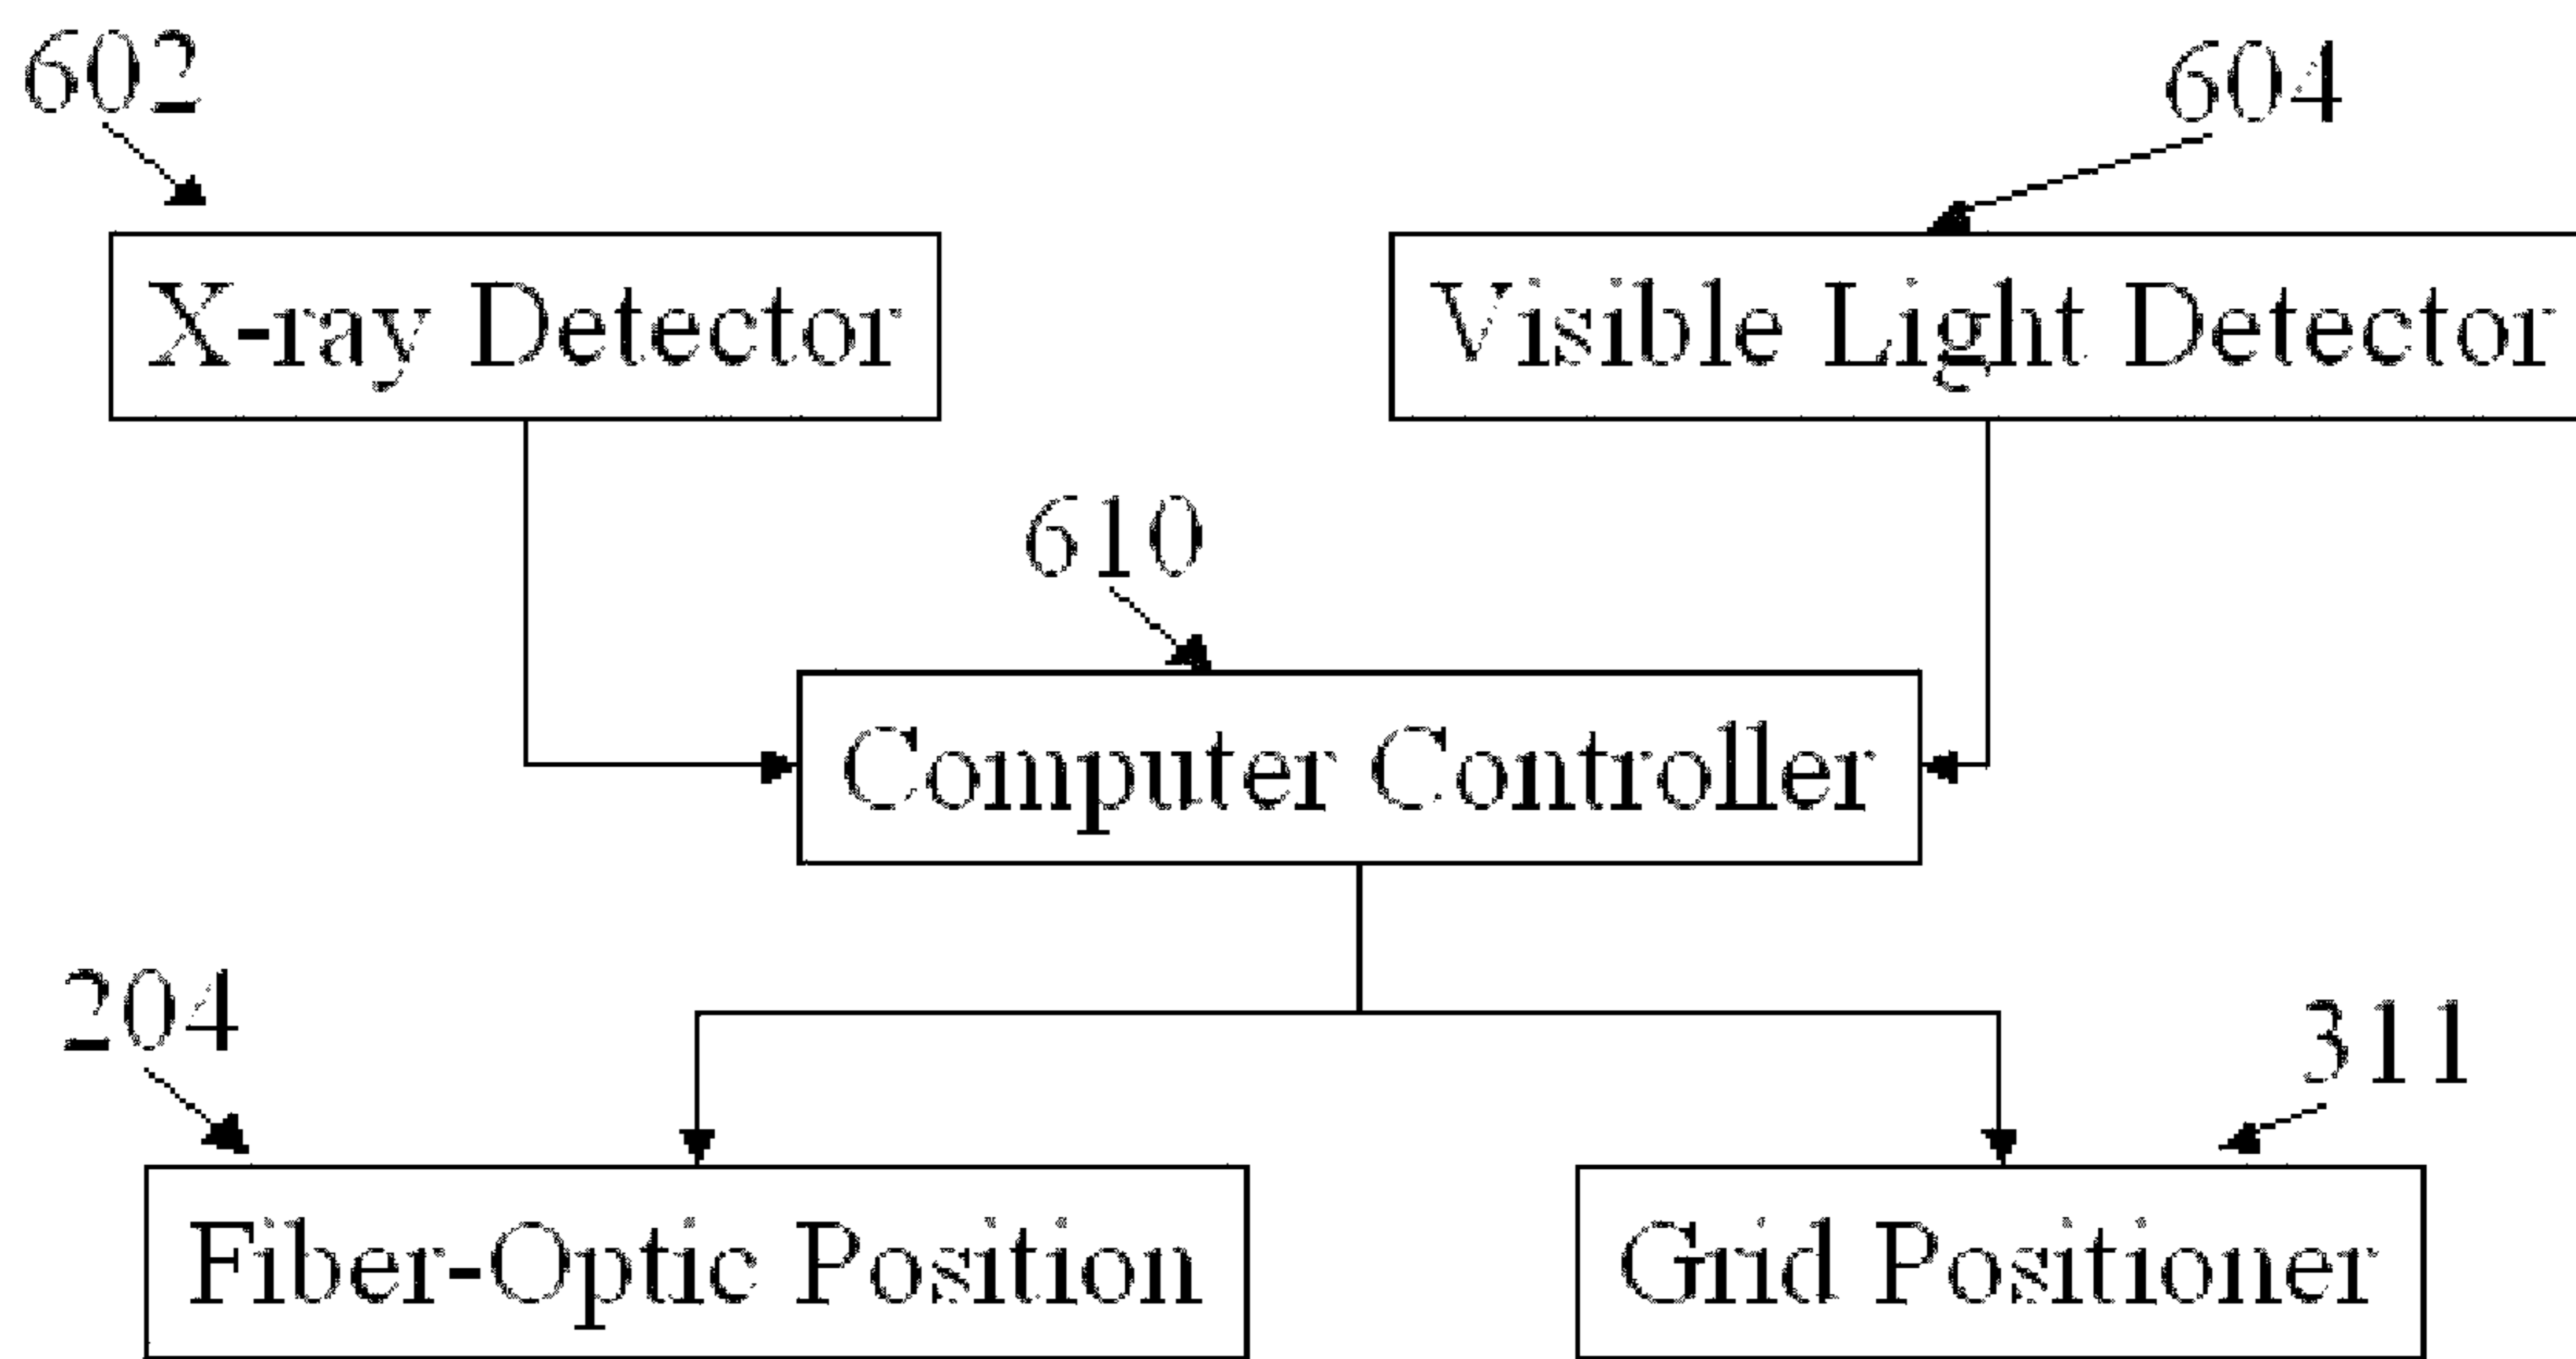 602
604
X-ray Detector
Visible Light Detector
610
Computer Controller
204
311
Fiber-Optic Position
Grid Positioner